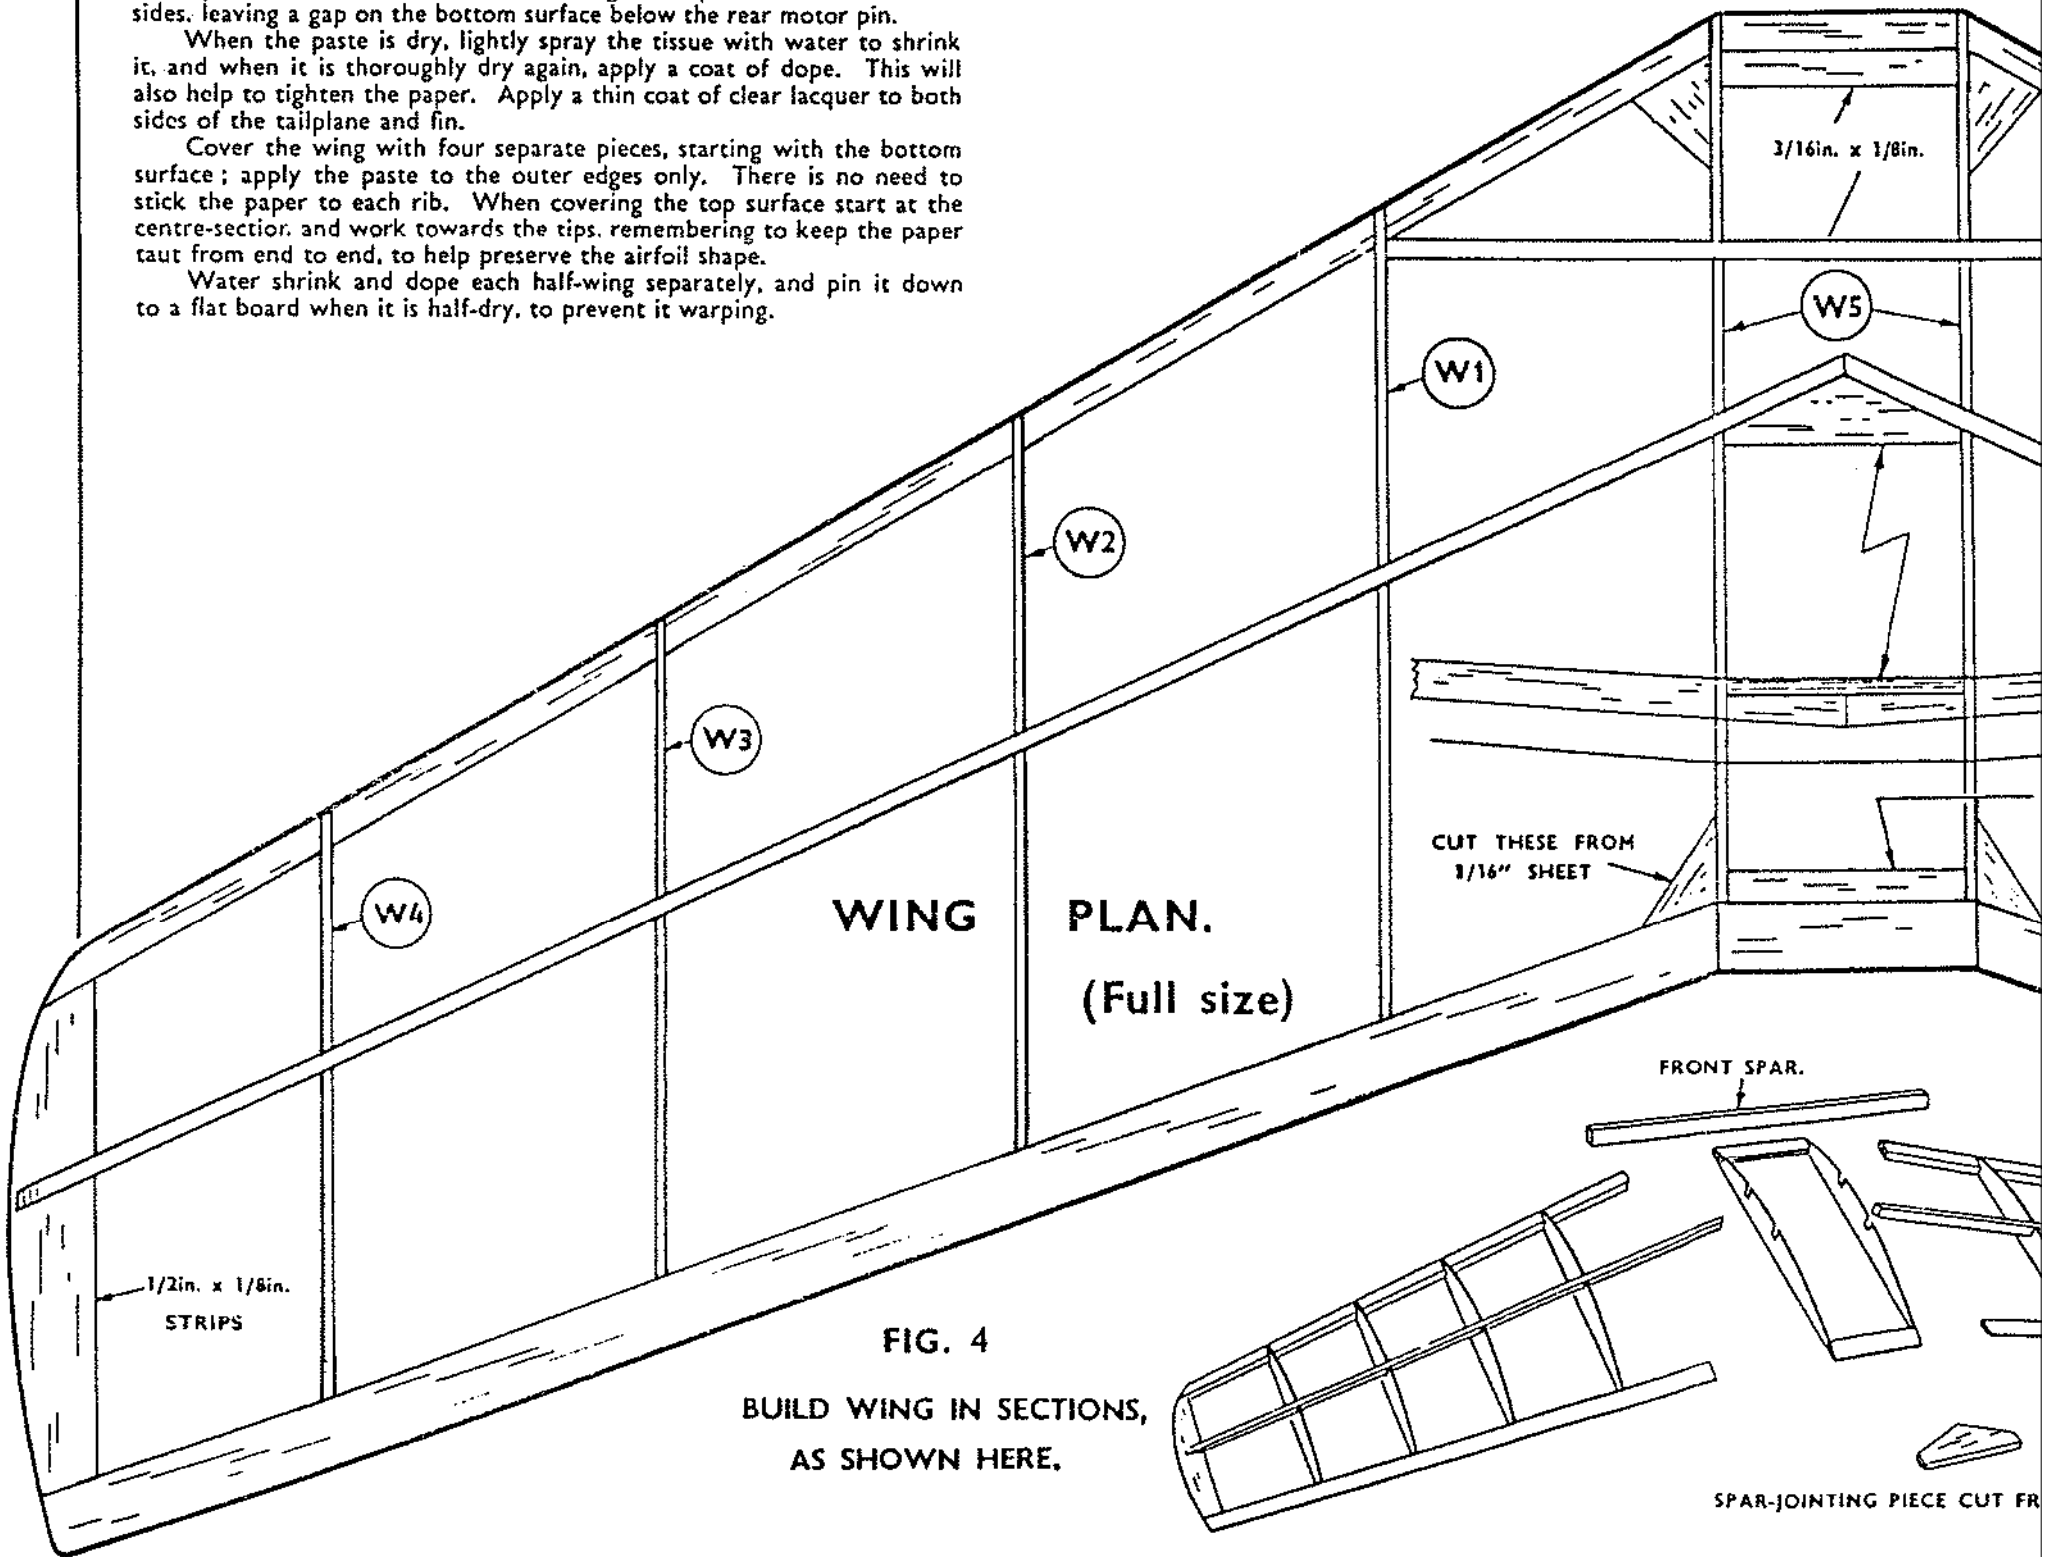 sides, leaving a gap on the bottom surface below the rear motor pin.
When the paste is dry, lightly spray the tissue with water to shrink
it, and when it is thoroughly dry again, apply a coat of dope. This will
also help to tighten the paper. Apply a thin coat of clear lacquer to both
sides of the tailplane and fin.
Cover the wing with four separate pieces, starting with the bottom
surface ; apply the paste to the outer edges only. There is no need to
stick the paper to each rib. When covering the top surface start at the
centre-section and work towards the tips, remembering to keep the paper
taut from end to end, to help preserve the airfoil shape.
Water shrink and dope each half-wing separately, and pin it down
to a flat board when it is half-dry, to prevent it warping.
3/16in. x 1/8in.
W5
W1
W2
W3
W4
CUT THESE FROM
1/16" SHEET
WING PLAN.
(Full size)
FRONT SPAR.
1/2in. x 1/8in.
STRIPS
FIG. 4
BUILD WING IN SECTIONS,
AS SHOWN HERE.
SPAR-JOINTING PIECE CUT FR